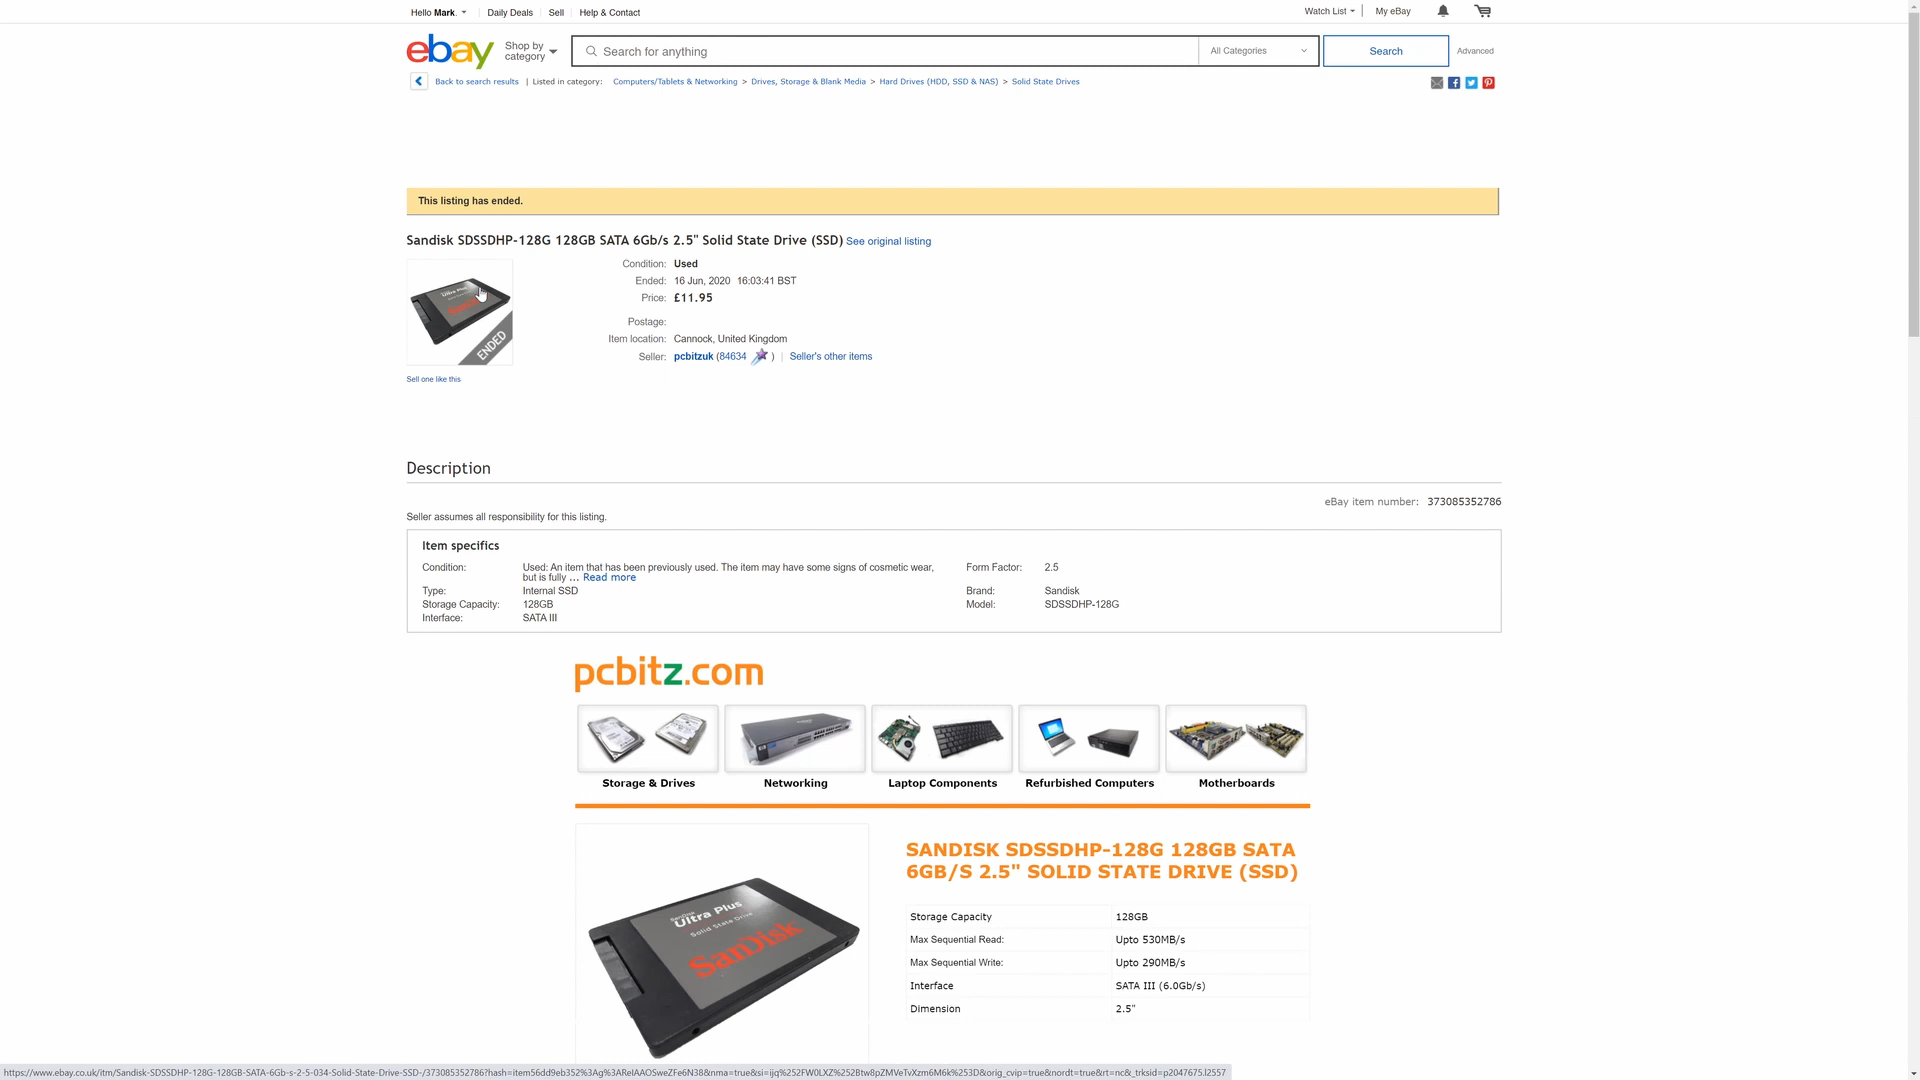 Hello Mark.
Daily Deals
Sell
Help & Contact
Watch List
My eBay
ebay
Shop by category
Search for anything
All Categories
Search
Advanced
Back to search results | Listed in category: Computers/Tablets & Networking > Drives, Storage & Blank Media > Hard Drives (HDD, SSD & NAS) > Solid State Drives
This listing has ended.
Sandisk SDSSDHP-128G 128GB SATA 6Gb/s 2.5" Solid State Drive (SSD) See original listing
Condition: Used
Ended: 16 Jun, 2020 16:03:41 BST
Price: £11.95
Postage:
Item location: Cannock, United Kingdom
Seller: pcbitzuk (84634 ) | Seller's other items
Ultra Plus
SanDisk
ENDED
Sell one like this
Description
eBay item number: 373085352786
Seller assumes all responsibility for this listing.
Item specifics
Condition: Used: An item that has been previously used. The item may have some signs of cosmetic wear, but is fully ... Read more
Form Factor: 2.5
Type: Internal SSD
Brand: Sandisk
Storage Capacity: 128GB
Model: SDSSDHP-128G
Interface: SATA III
pcbitz.com
Storage & Drives
Networking
Laptop Components
Refurbished Computers
Motherboards
SanDisk
Ultra Plus
Solid State Drive
SanDisk
SANDISK SDSSDHP-128G 128GB SATA
6GB/S 2.5" SOLID STATE DRIVE (SSD)
Storage Capacity 128GB
Max Sequential Read: Upto 530MB/s
Max Sequential Write: Upto 290MB/s
Interface SATA III (6.0Gb/s)
Dimension 2.5"